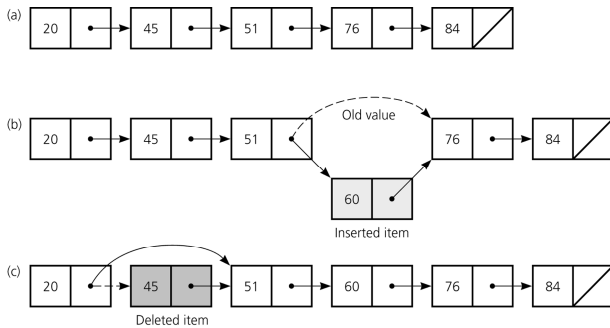 (a) 20 45 51 76 84
Old value
(b) 20 45 51 76 84
60
Inserted item
(c) 20 45 51 60 76 84
Deleted item